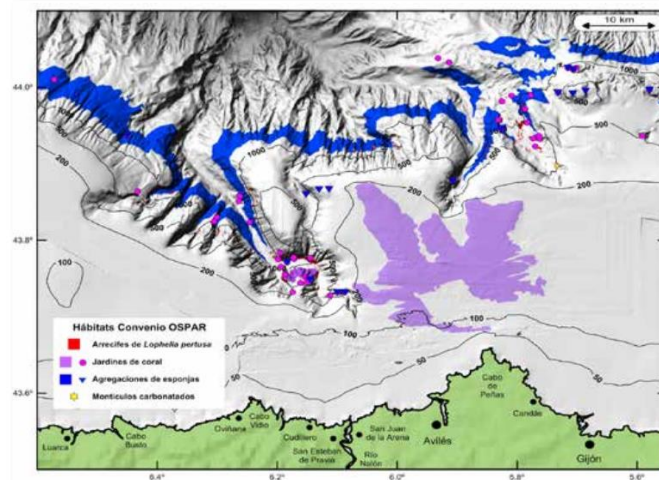 10 km
44.0°
43.8°
43.6°
1000
1000
500
500
500
500
200
200
200
200
100
100
100
50
50
Hábitats Convenio OSPAR
Arrecifes de Lophelia pertusa
Jardines de coral
Agregaciones de esponjas
Montículos carbonatados
Luarca
Cabo Busto
Oviñana
Cabo Vidio
Cudillero
San Esteban de Pravia
San Juan de la Arena
Río Nalón
Avilés
Cabo de Peñas
Candás
Gijón
6.4°
6.2°
6.0°
5.8°
5.6°